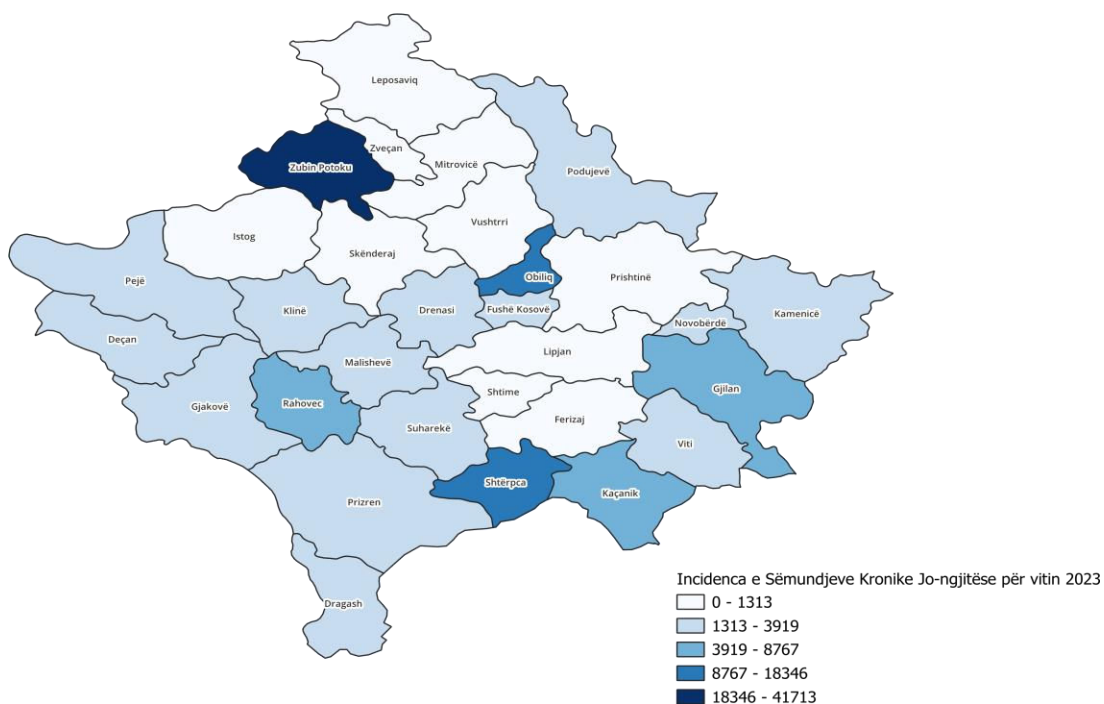 Leposaviq
Zveçan
Mitrovicë
Zubin Potoku
Podujevë
Vushtrri
Istog
Skënderaj
Obiliq
Prishtinë
Pejë
Klinë
Drenasi
Fushë Kosovë
Kamenicë
Novobërdë
Deçan
Malishevë
Lipjan
Gjakovë
Rahovec
Shtime
Gjilan
Suharekë
Ferizaj
Viti
Shtërpca
Kaçanik
Prizren
Dragash
Incidenca e Sëmundjeve Kronike Jo-ngjitëse për vitin 2023
0 - 1313
1313 - 3919
3919 - 8767
8767 - 18346
18346 - 41713